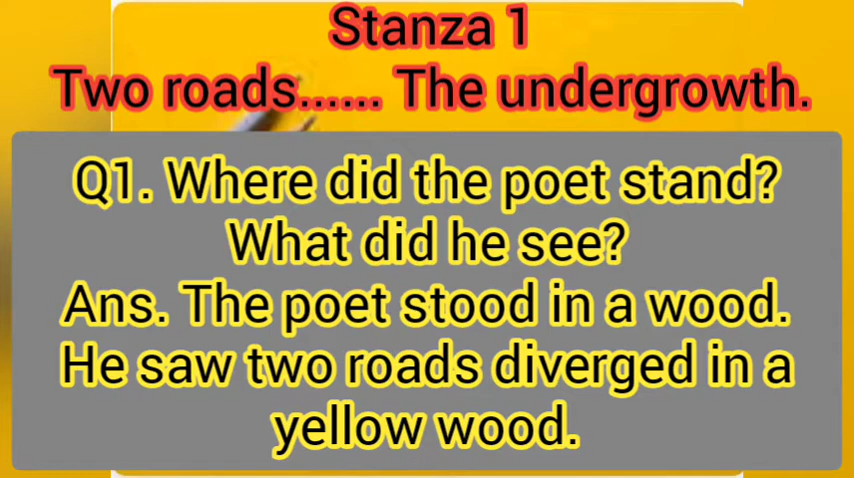 Stanza 1
Two roads...... The undergrowth.
Q1. Where did the poet stand?
What did he see?
Ans. The poet stood in a wood.
He saw two roads diverged in a
yellow wood.